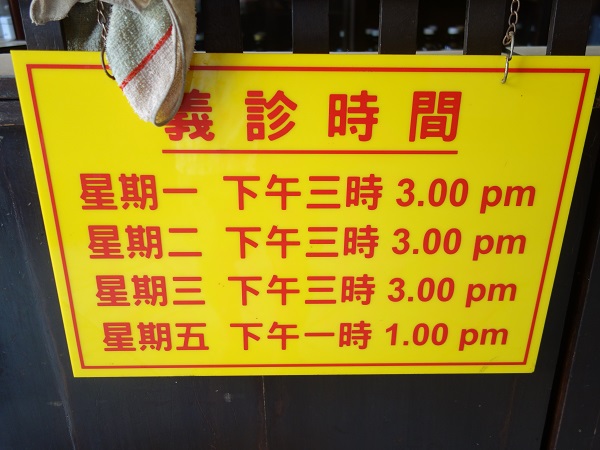 義診時間
星期一 下午三時 3.00 pm
星期二 下午三時 3.00 pm
星期三 下午三時 3.00 pm
星期五 下午一時 1.00 pm